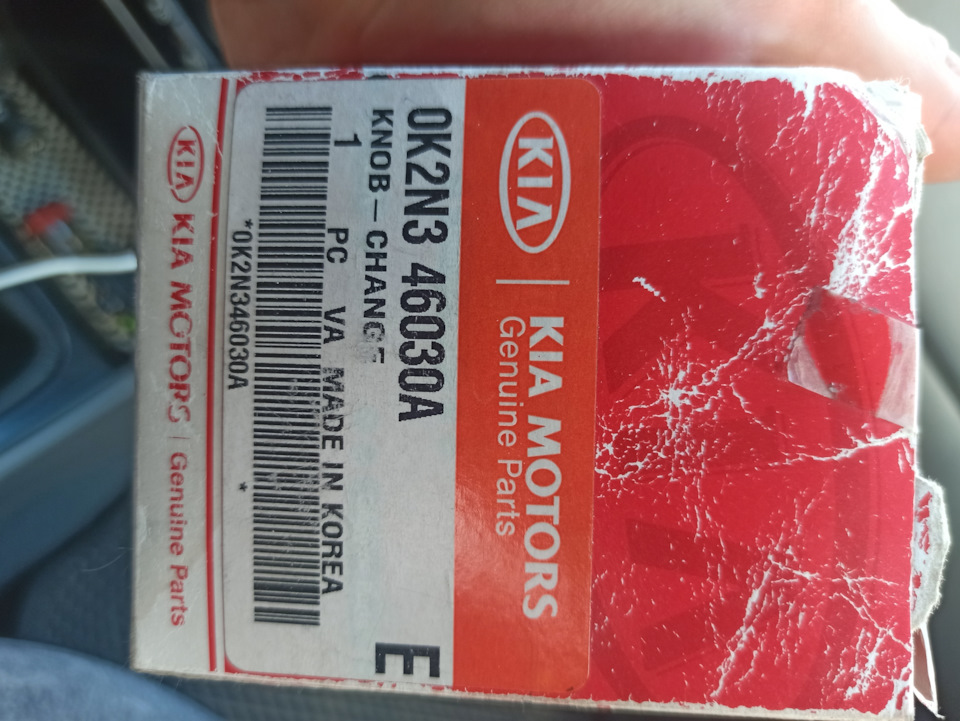 KIA | KIA MOTORS
Genuine Parts
0K2N3 46030A
KNOB-CHANGE
E
1 PC VA MADE IN KOREA
*0K2N346030A *
KIA KIA MOTORS | Genuine Parts